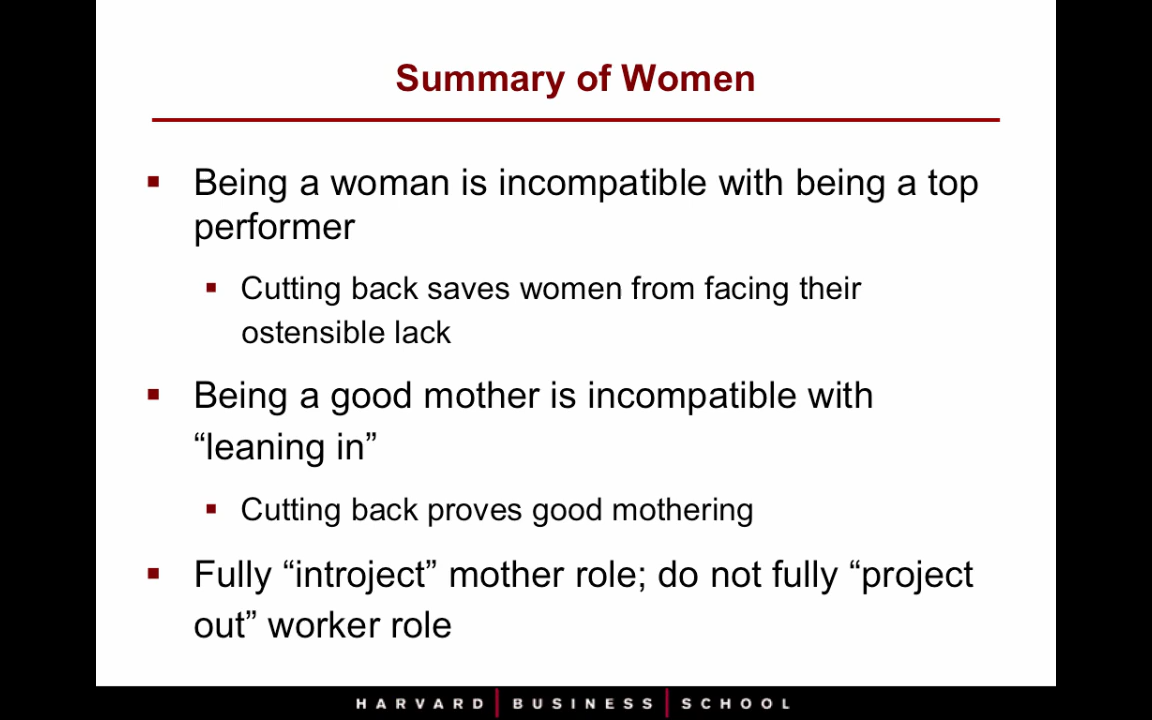 Summary of Women
▪ Being a woman is incompatible with being a top
performer
▪ Cutting back saves women from facing their
ostensible lack
▪ Being a good mother is incompatible with
“leaning in”
▪ Cutting back proves good mothering
▪ Fully “introject” mother role; do not fully “project
out” worker role
HARVARD | BUSINESS | SCHOOL